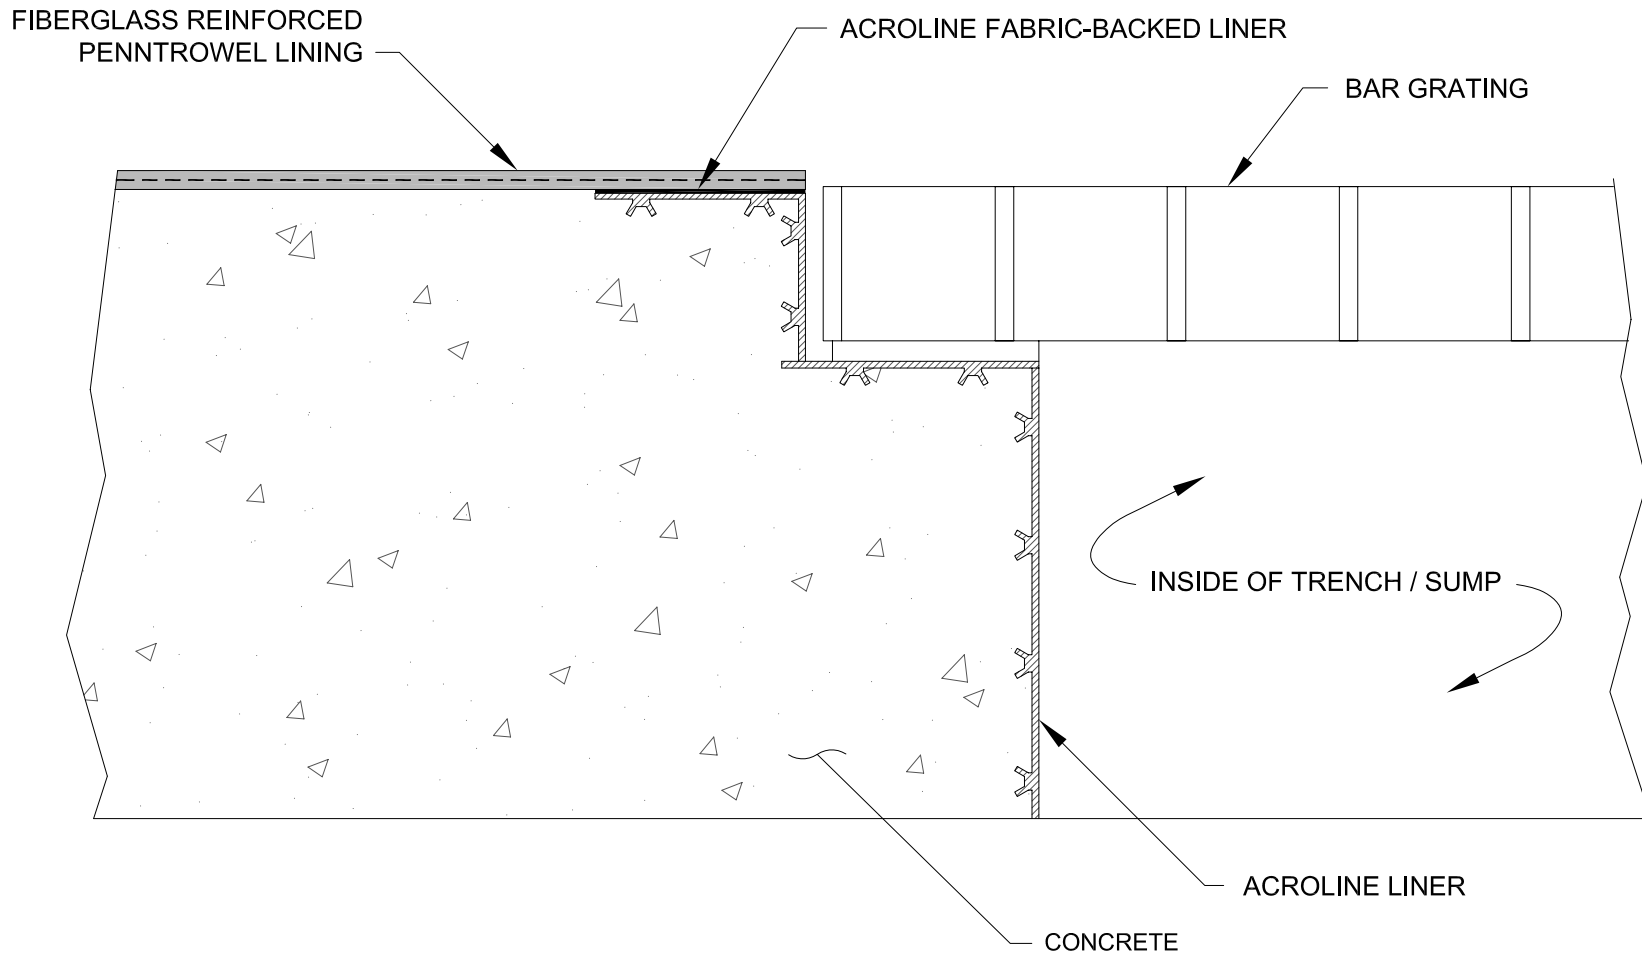 FIBERGLASS REINFORCED
PENNTROWEL LINING
ACROLINE FABRIC-BACKED LINER
BAR GRATING
INSIDE OF TRENCH / SUMP
ACROLINE LINER
CONCRETE